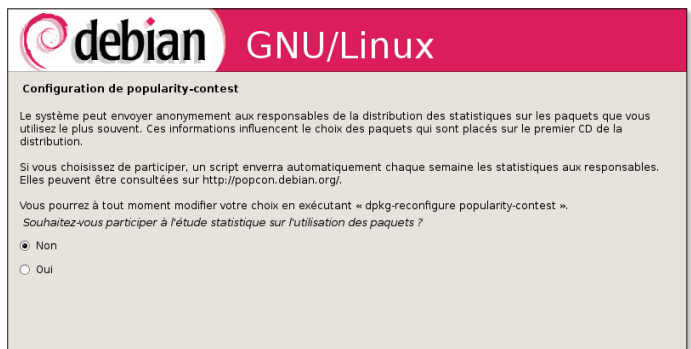 debian GNU/Linux
Configuration de popularity-contest
Le système peut envoyer anonymement aux responsables de la distribution des statistiques sur les paquets que vous
utilisez le plus souvent. Ces informations influencent le choix des paquets qui sont placés sur le premier CD de la
distribution.
Si vous choisissez de participer, un script enverra automatiquement chaque semaine les statistiques aux responsables.
Elles peuvent être consultées sur http://popcon.debian.org/.
Vous pourrez à tout moment modifier votre choix en exécutant « dpkg-reconfigure popularity-contest ».
Souhaitez-vous participer à l'étude statistique sur l'utilisation des paquets ?
Non
Oui